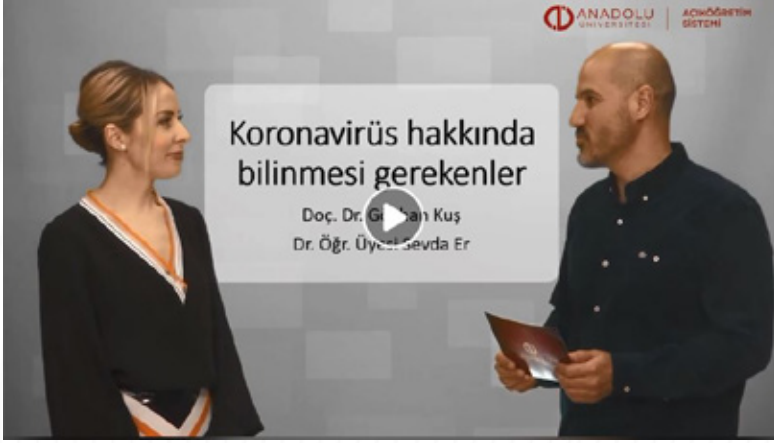 ANADOLU
ÜNİVERSİTESİ
AÇIKÖĞRETİM
SİSTEMİ
Koronavirüs hakkında
bilinmesi gerekenler
Doç. Dr. Kuş
Dr. Öğr. Üyesi Sevda Er